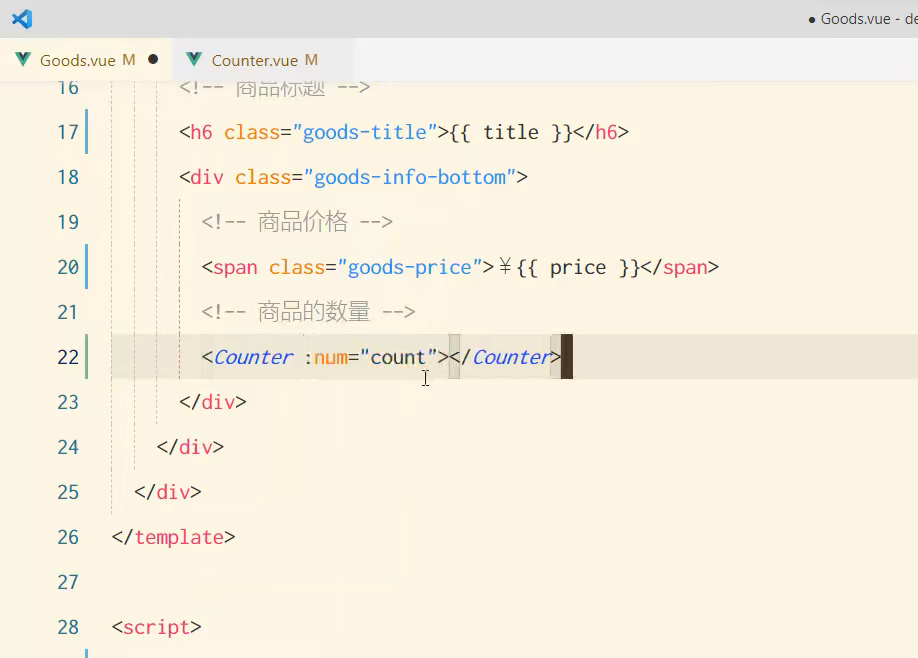 ● Goods.vue - de
Goods.vue M ●
Counter.vue M
16 <!-- 商品标题 -->
17 <h6 class="goods-title">{{ title }}</h6>
18 <div class="goods-info-bottom">
19 <!-- 商品价格 -->
20 <span class="goods-price">¥{{ price }}</span>
21 <!-- 商品的数量 -->
22 <Counter :num="count"></Counter>
23 </div>
24 </div>
25 </div>
26 </template>
27
28 <script>